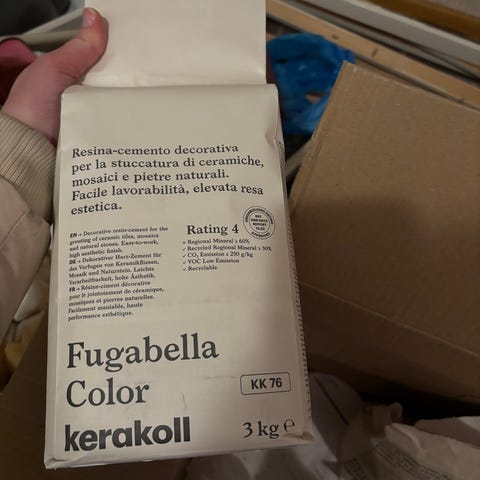 Resina-cemento decorativa
per la stuccatura di ceramiche,
mosaici e pietre naturali.
Facile lavorabilità, elevata resa
estetica.
EN → Decorative resin-cement for the
grouting of ceramic tiles, mosaics
and natural stones. Easy-to-work,
high aesthetic finish.
DE → Dekorativer Harz-Zement für
das Verfugen von Keramikfliesen,
Mosaik und Naturstein. Leichte
Verarbeitbarkeit, hohe Ästhetik.
FR → Résine-ciment décorative
pour le jointoiement de céramique,
mosaïques et pierres naturelles.
Facilement maniable, haute
performance esthétique.
Rating 4
✓ Regional Mineral ≥ 60%
✓ Recycled Regional Mineral ≥ 30%
✓ CO₂ Emission ≤ 250 g/kg
✓ VOC Low Emission
✓ Recyclable
Fugabella
Color
KK 76
kerakoll
3 kg ℮